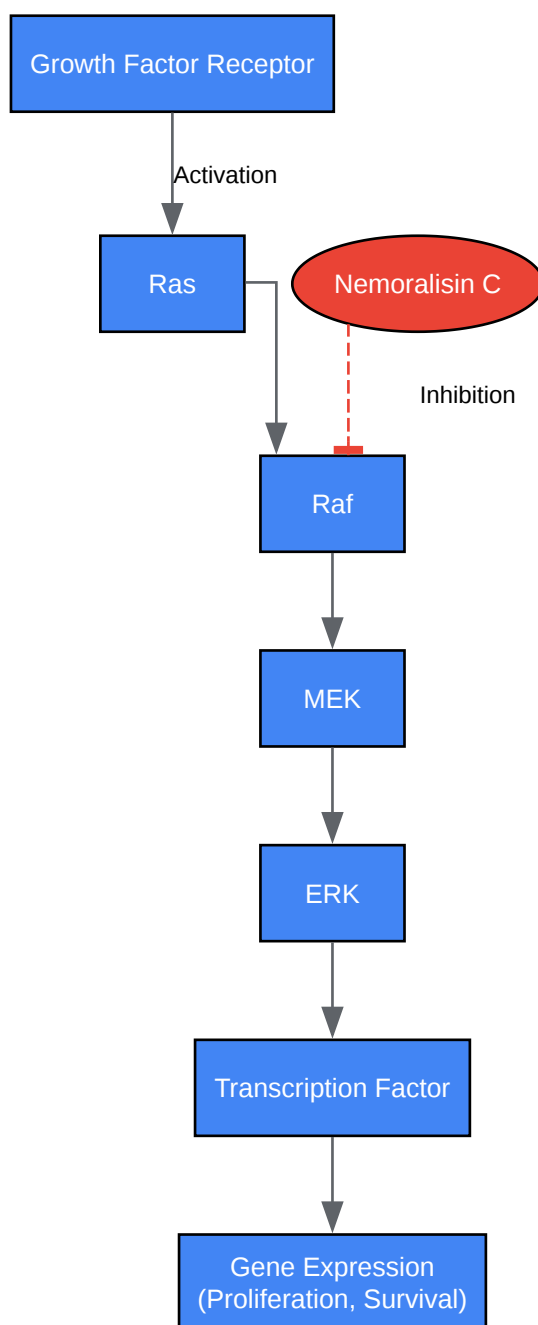 Growth Factor Receptor
Activation
Ras
Nemoralisin C
Inhibition
Raf
MEK
ERK
Transcription Factor
Gene Expression
(Proliferation, Survival)